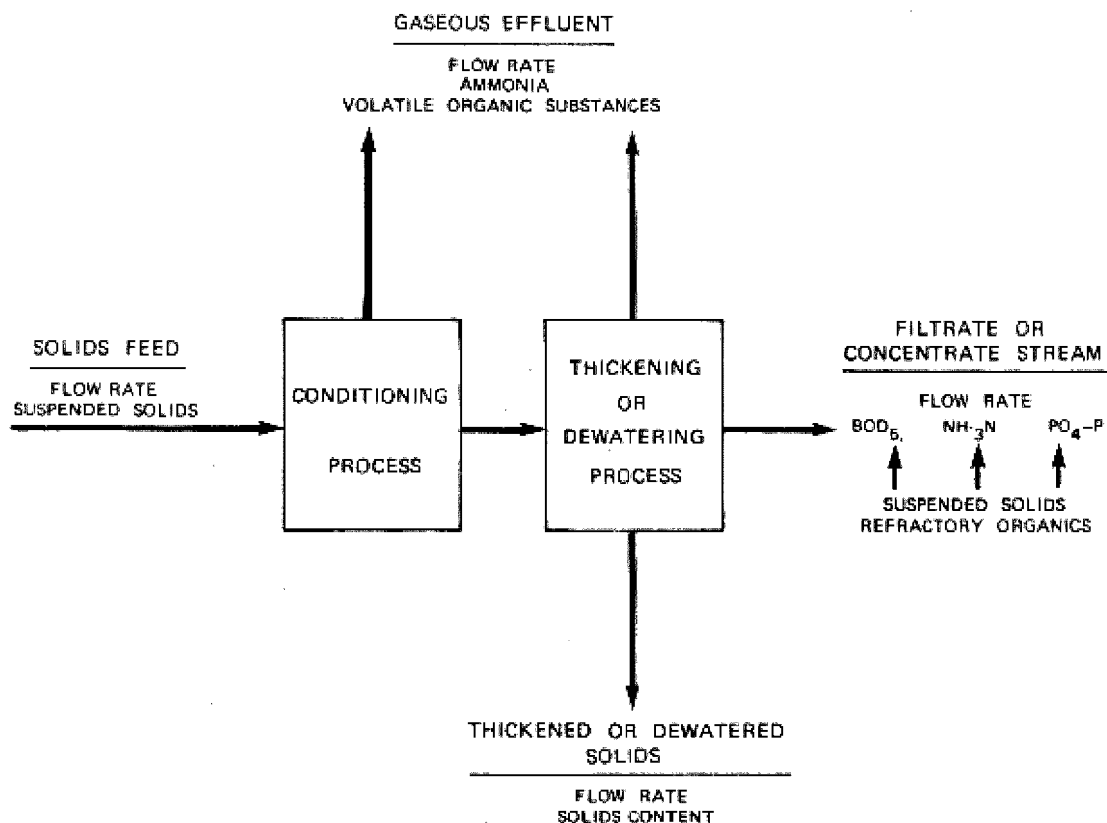 GASEOUS EFFLUENT
FLOW RATE
AMMONIA
VOLATILE ORGANIC SUBSTANCES
SOLIDS FEED
FLOW RATE
SUSPENDED SOLIDS
CONDITIONING
PROCESS
THICKENING
OR
DEWATERING
PROCESS
FILTRATE OR
CONCENTRATE STREAM
FLOW RATE
BOD₅, NH·₃N PO₄–P
SUSPENDED SOLIDS
REFRACTORY ORGANICS
THICKENED OR DEWATERED
SOLIDS
FLOW RATE
SOLIDS CONTENT